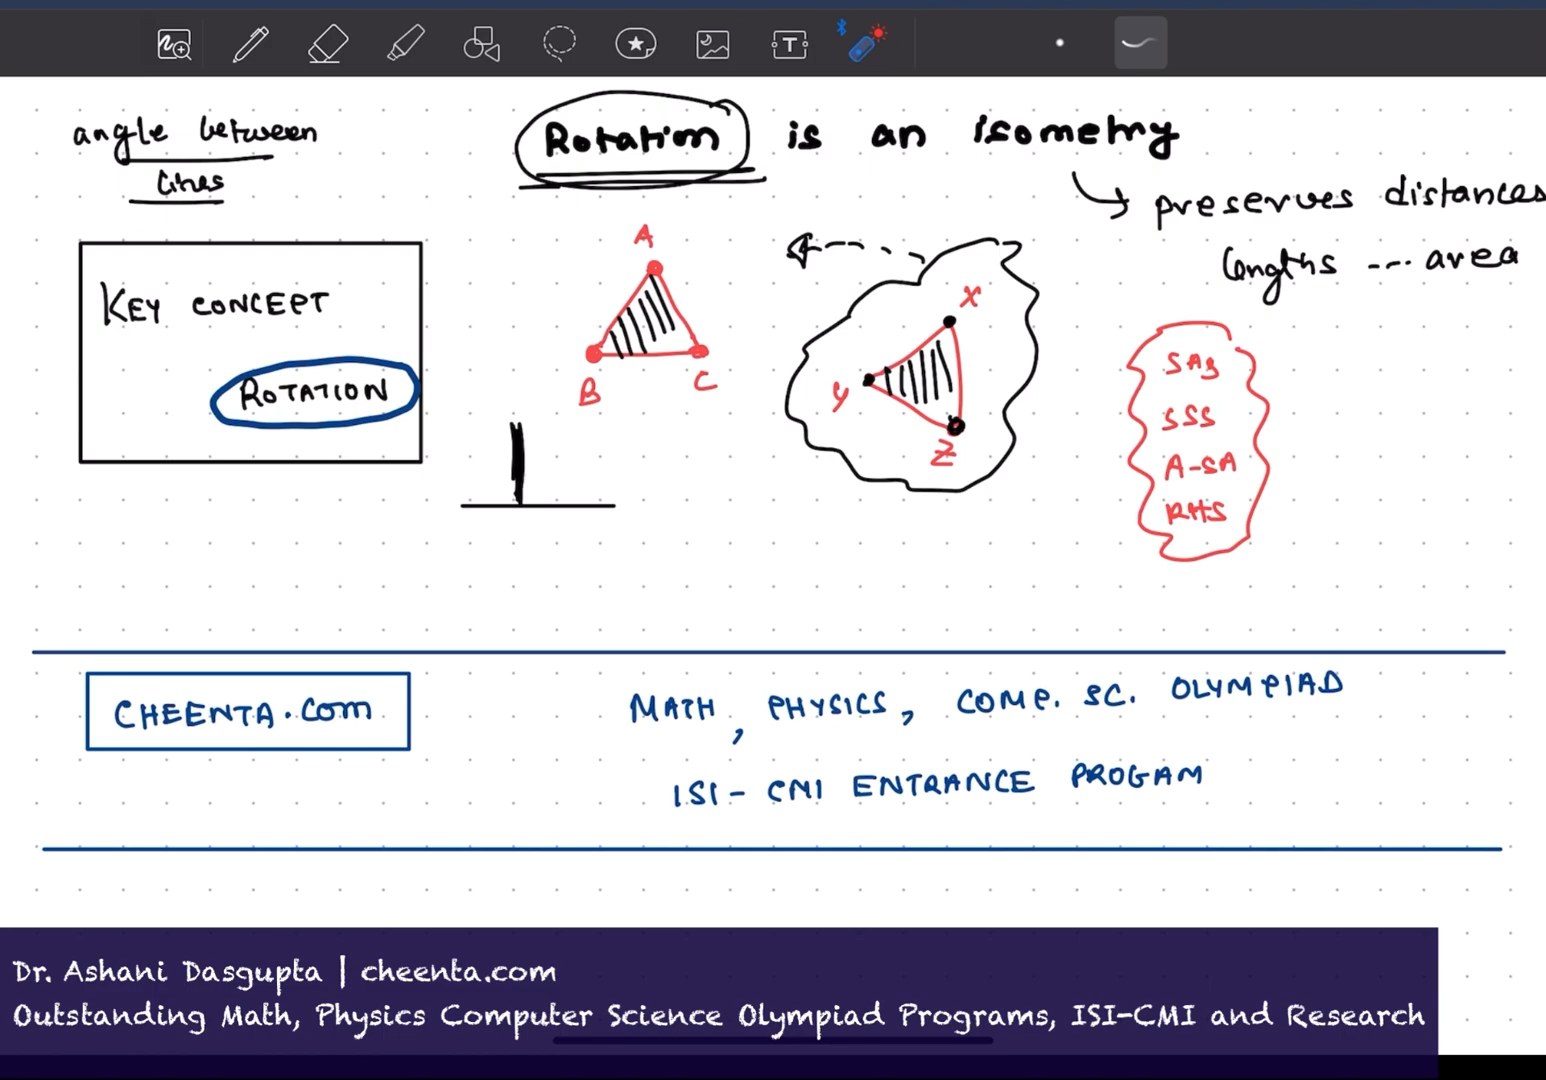 angle between
lines
Rotation is an isometry
preserves distances
lengths --- area
KEY CONCEPT
ROTATION
A
B
C
X
Y
Z
SAS
SSS
A-SA
RHS
CHEENTA.COM
MATH, PHYSICS, COMP. SC. OLYMPIAD
ISI - CMI ENTRANCE PROGAM
Dr. Ashani Dasgupta | cheenta.com
Outstanding Math, Physics Computer Science Olympiad Programs, ISI-CMI and Research